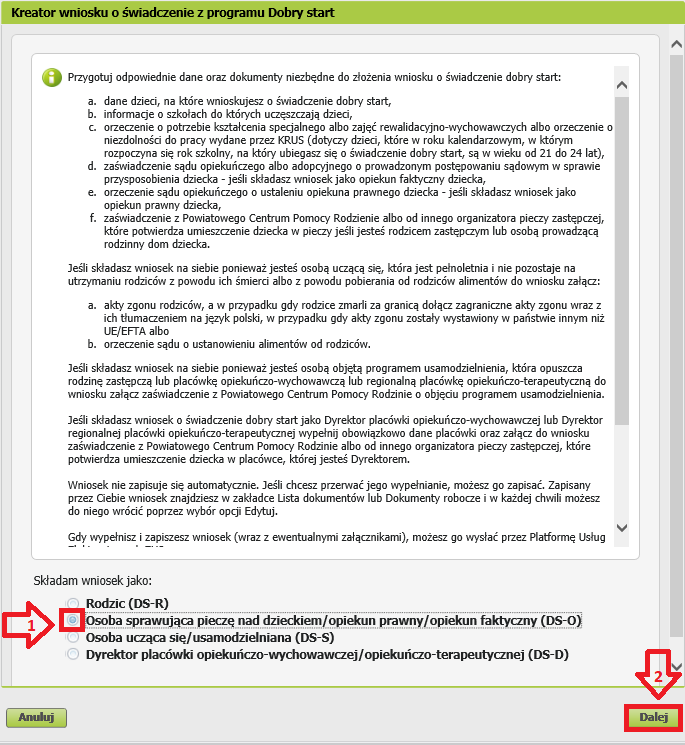 Kreator wniosku o świadczenie z programu Dobry start
Przygotuj odpowiednie dane oraz dokumenty niezbędne do złożenia wniosku o świadczenie dobry start:
a. dane dzieci, na które wnioskujesz o świadczenie dobry start,
b. informacje o szkołach do których uczęszczają dzieci,
c. orzeczenie o potrzebie kształcenia specjalnego albo zajęć rewalidacyjno-wychowawczych albo orzeczenie o
niezdolności do pracy wydane przez KRUS (dotyczy dzieci, które w roku kalendarzowym, w którym
rozpoczyna się rok szkolny, na który ubiegasz się o świadczenie dobry start, są w wieku od 21 do 24 lat),
d. zaświadczenie sądu opiekuńczego albo adopcyjnego o prowadzonym postępowaniu sądowym w sprawie
przysposobienia dziecka - jeśli składasz wniosek jako opiekun faktyczny dziecka,
e. orzeczenie sądu opiekuńczego o ustaleniu opiekuna prawnego dziecka - jeśli składasz wniosek jako
opiekun prawny dziecka,
f. zaświadczenie z Powiatowego Centrum Pomocy Rodzienie albo od innego organizatora pieczy zastępczej,
które potwierdza umieszczenie dziecka w pieczy jeśli jesteś rodzicem zastępczym lub osobą prowadzącą
rodzinny dom dziecka.
Jeśli składasz wniosek na siebie ponieważ jesteś osobą uczącą się, która jest pełnoletnia i nie pozostaje na
utrzymaniu rodziców z powodu ich śmierci albo z powodu pobierania od rodziców alimentów do wniosku załącz:
a. akty zgonu rodziców, a w przypadku gdy rodzice zmarli za granicą dołącz zagraniczne akty zgonu wraz z
ich tłumaczeniem na język polski, w przypadku gdy akty zgonu zostały wystawiony w państwie innym niż
UE/EFTA albo
b. orzeczenie sądu o ustanowieniu alimentów od rodziców.
Jeśli składasz wniosek na siebie ponieważ jesteś osobą objętą programem usamodzielnienia, która opuszcza
rodzinę zastępczą lub placówkę opiekuńczo-wychowawczą lub regionalną placówkę opiekuńczo-terapeutyczną do
wniosku załącz zaświadczenie z Powiatowego Centrum Pomocy Rodzinie o objęciu programem usamodzielnienia.
Jeśli składasz wniosek o świadczenie dobry start jako Dyrektor placówki opiekuńczo-wychowawczej lub Dyrektor
regionalnej placówki opiekuńczo-terapeutycznej wypełnij obowiązkowo dane placówki oraz załącz do wniosku
zaświadczenie z Powiatowego Centrum Pomocy Rodzinie albo od innego organizatora pieczy zastępczej, które
potwierdza umieszczenie dziecka w placówce, której jesteś Dyrektorem.
Wniosek nie zapisuje się automatycznie. Jeśli chcesz przerwać jego wypełnianie, możesz go zapisać. Zapisany
przez Ciebie wniosek znajdziesz w zakładce Lista dokumentów lub Dokumenty robocze i w każdej chwili możesz
do niego wrócić poprzez wybór opcji Edytuj.
Gdy wypełnisz i zapiszesz wniosek (wraz z ewentualnymi załącznikami), możesz go wysłać przez Platformę Usług
Składam wniosek jako:
Rodzic (DS-R)
1 Osoba sprawująca pieczę nad dzieckiem/opiekun prawny/opiekun faktyczny (DS-O)
Osoba ucząca się/usamodzielniana (DS-S)
Dyrektor placówki opiekuńczo-wychowawczej/opiekuńczo-terapeutycznej (DS-D)
2
Anuluj Dalej